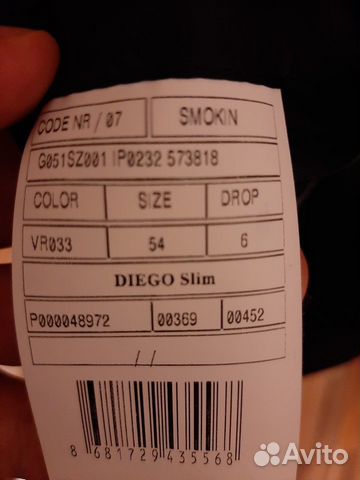 CODE NR / 07 SMOKIN
G051SZ001 IP0232 573818
COLOR SIZE DROP
VR033 54 6
DIEGO Slim
P000048972 00369 00452
/ /
8 681729 435568
Avito